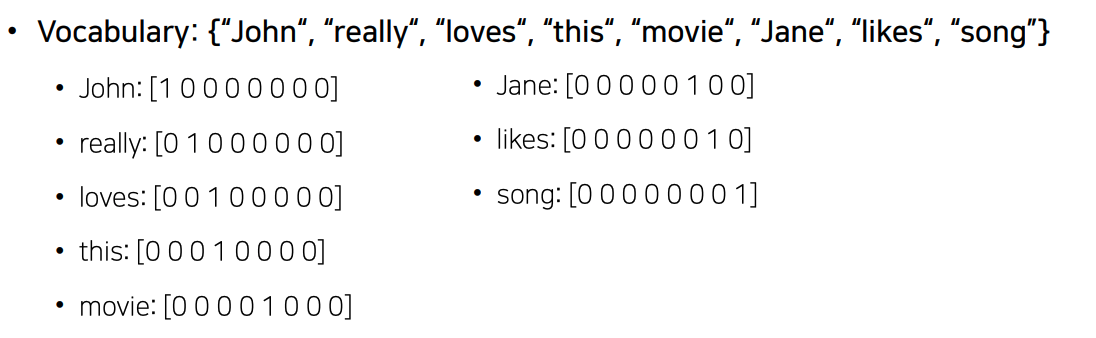 • Vocabulary: {“John“, “really“, “loves“, “this“, “movie“, “Jane“, “likes“, “song”}
• John: [1 0 0 0 0 0 0 0]
• really: [0 1 0 0 0 0 0 0]
• loves: [0 0 1 0 0 0 0 0]
• this: [0 0 0 1 0 0 0 0]
• movie: [0 0 0 0 1 0 0 0]
• Jane: [0 0 0 0 0 1 0 0]
• likes: [0 0 0 0 0 0 1 0]
• song: [0 0 0 0 0 0 0 1]